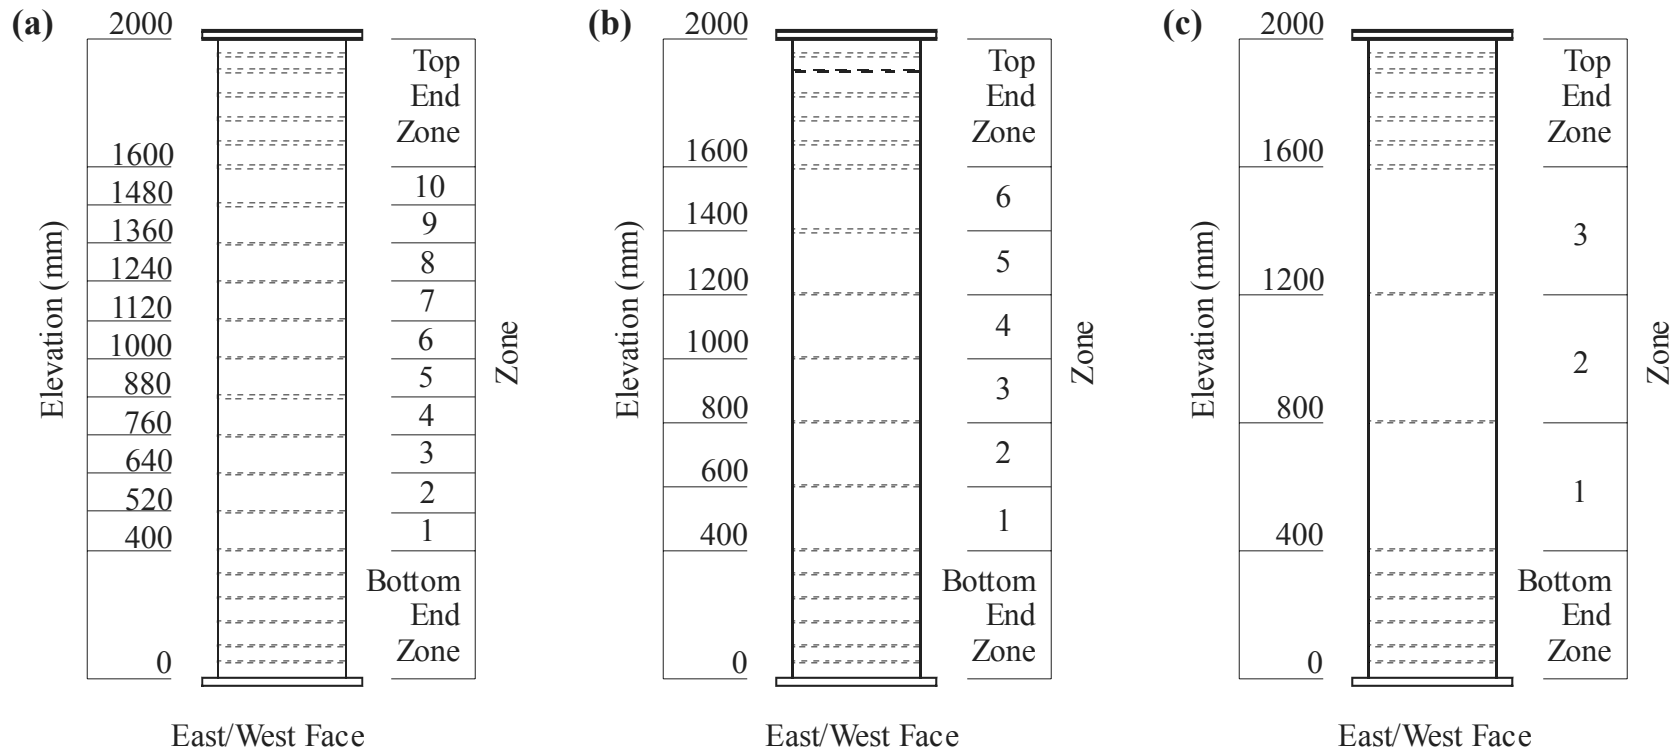 (a)
2000
1600
1480
1360
1240
1120
1000
880
760
640
520
400
0
Elevation (mm)
Top
End
Zone
10
9
8
7
6
5
4
3
2
1
Bottom
End
Zone
Zone
East/West Face
(b)
2000
1600
1400
1200
1000
800
600
400
0
Elevation (mm)
Top
End
Zone
6
5
4
3
2
1
Bottom
End
Zone
Zone
East/West Face
(c)
2000
1600
1200
800
400
0
Elevation (mm)
Top
End
Zone
3
2
1
Bottom
End
Zone
Zone
East/West Face